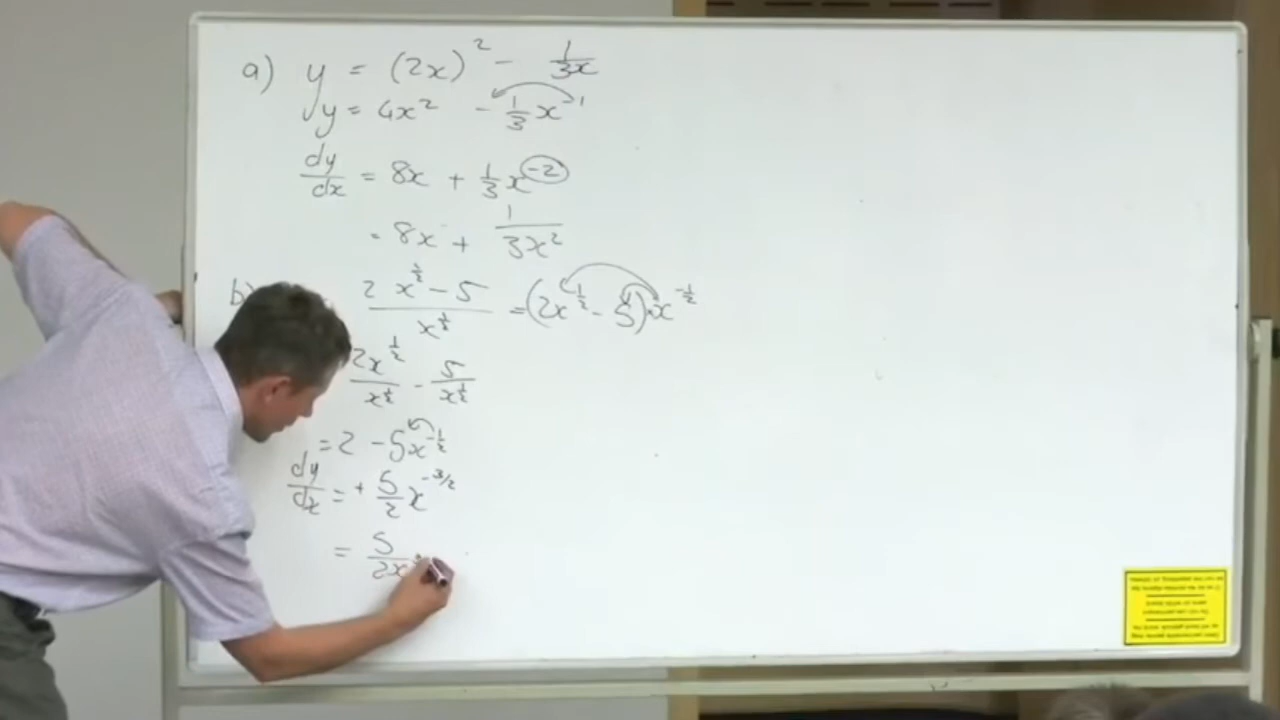 a) y = (2x)² - 1/3x
y = 4x² - 1/3 x⁻¹
dy/dx = 8x + 1/3 x⁻²
= 8x + 1/3x²
b) 2x^½ - 5 / x^½ = (2x^½ - 5) · x^-½
2x^½ / x^½ - 5 / x^½
= 2 - 5x^-½
dy/dx = + 5/2 x^-3/2
= 5/2x